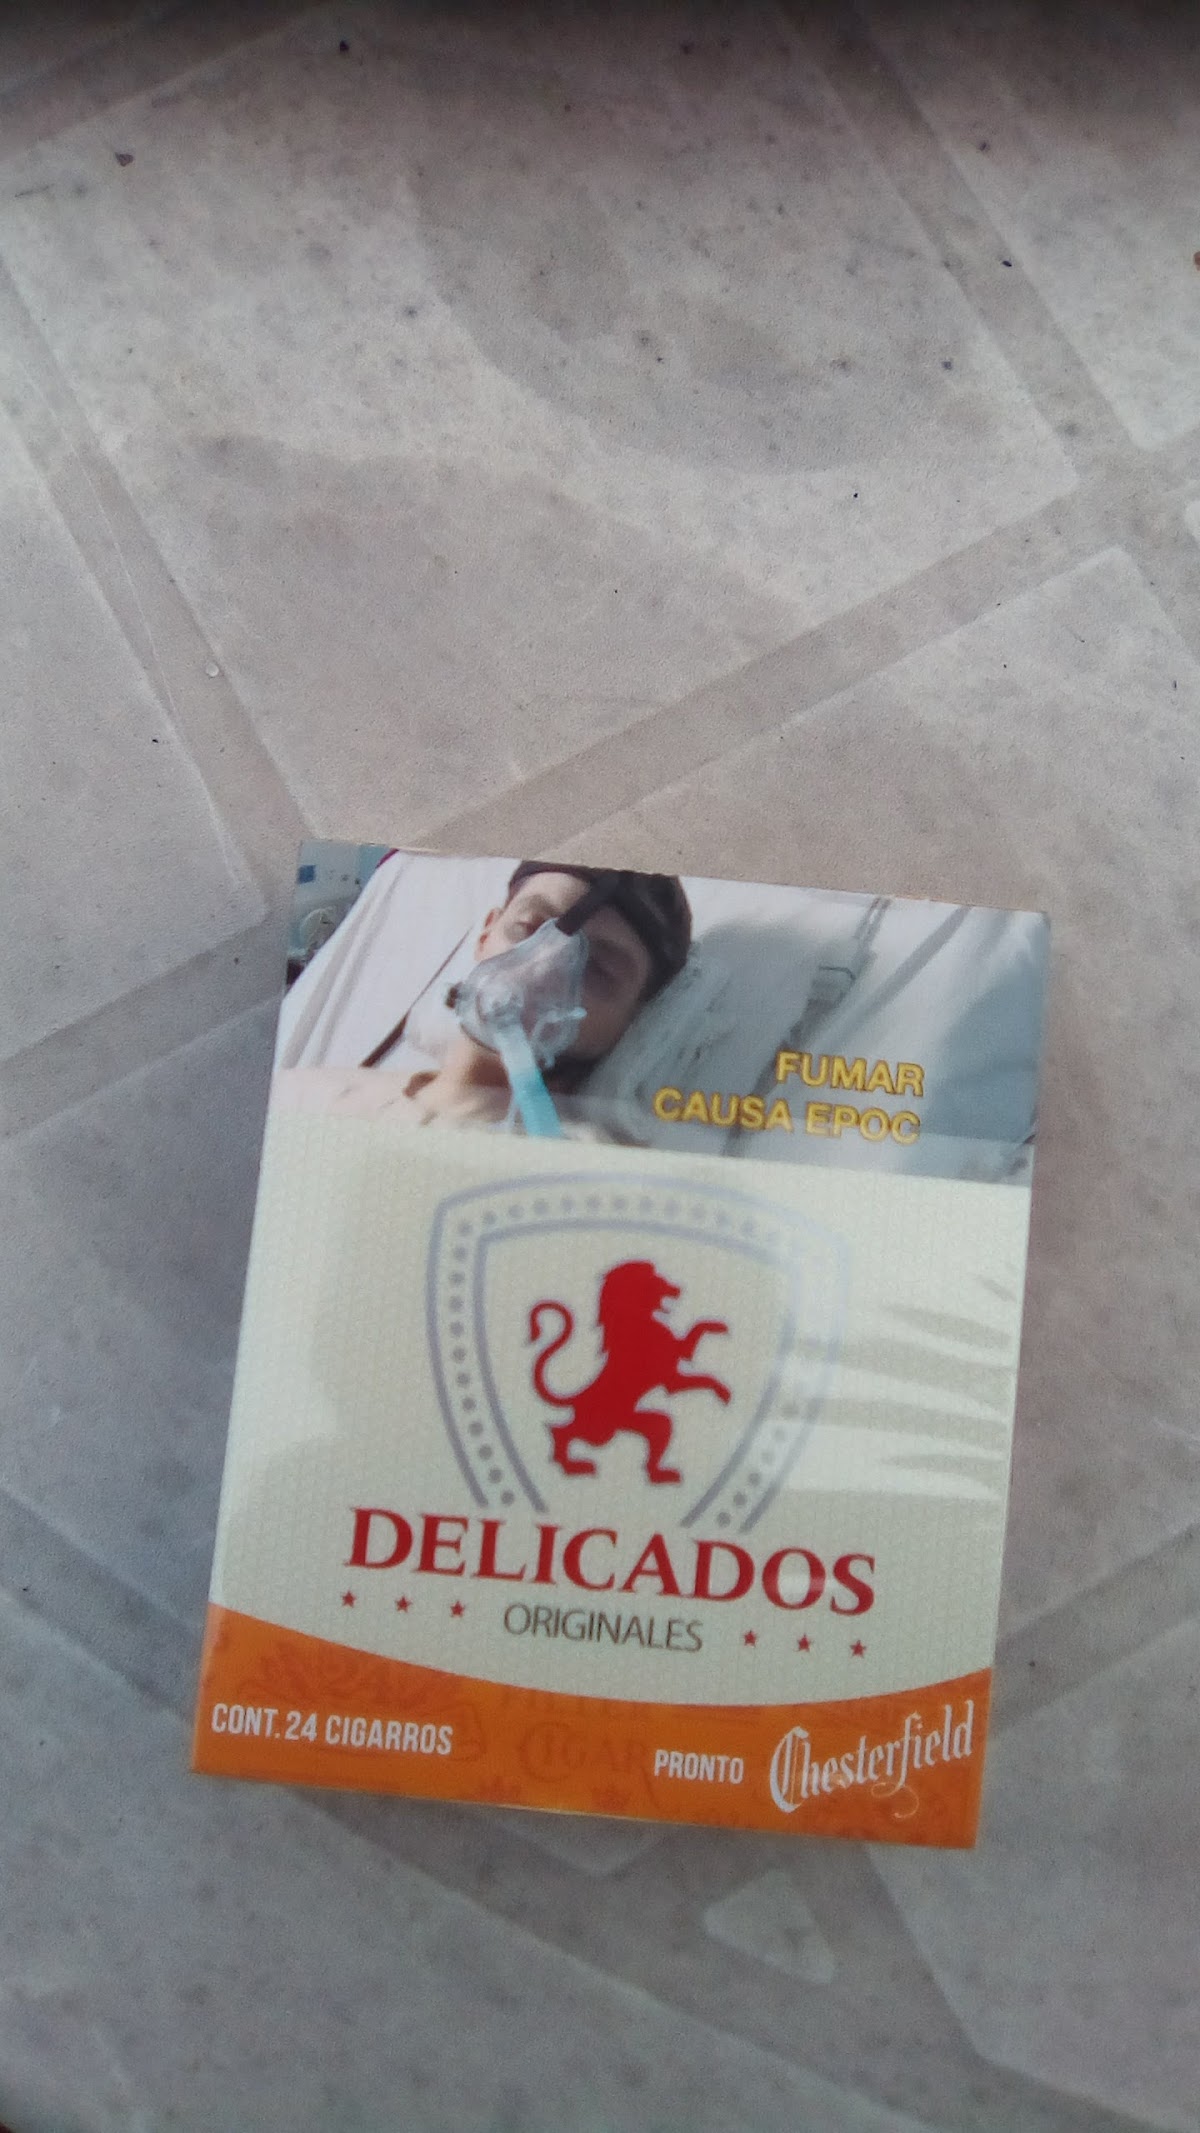 FUMAR
CAUSA EPOC
DELICADOS
ORIGINALES
CONT. 24 CIGARROS
PRONTO Chesterfield